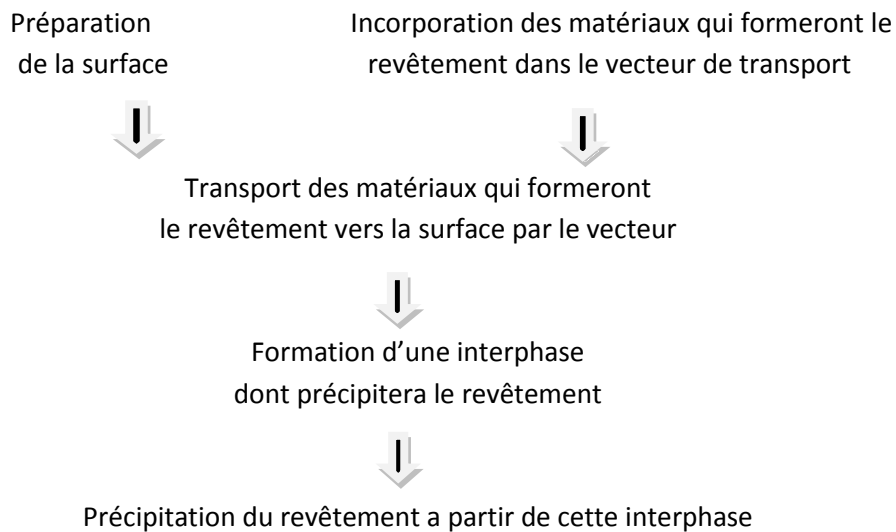 Préparation
de la surface
Incorporation des matériaux qui formeront le
revêtement dans le vecteur de transport
Transport des matériaux qui formeront
le revêtement vers la surface par le vecteur
Formation d’une interphase
dont précipitera le revêtement
Précipitation du revêtement a partir de cette interphase